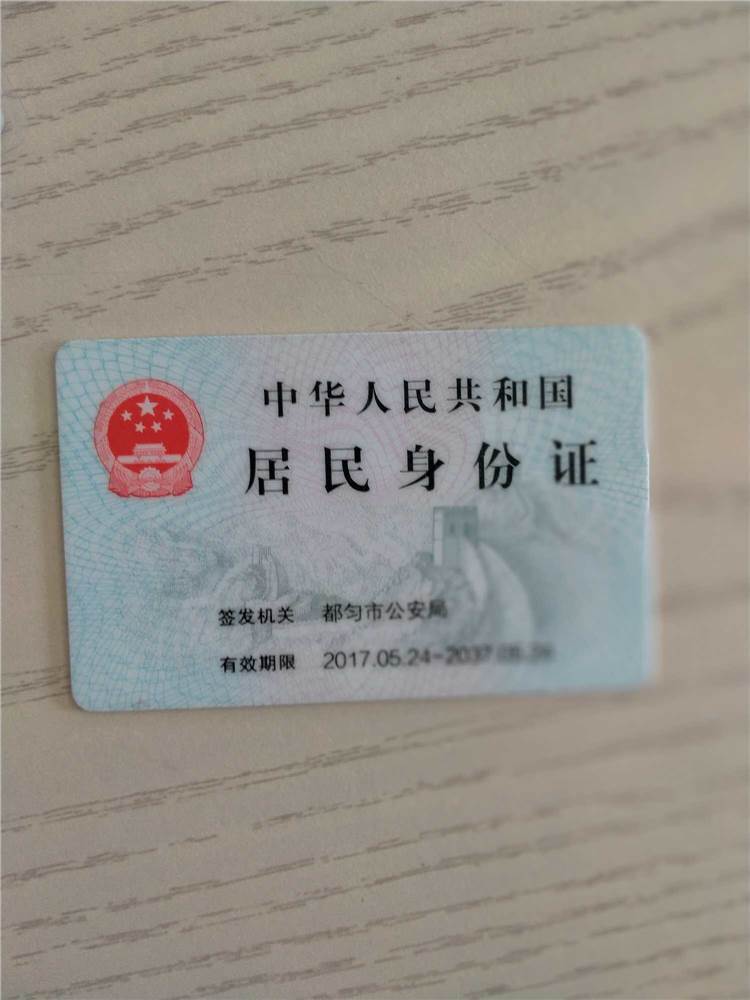 中华人民共和国
居民身份证
签发机关 都匀市公安局
有效期限 2017.05.24-2037